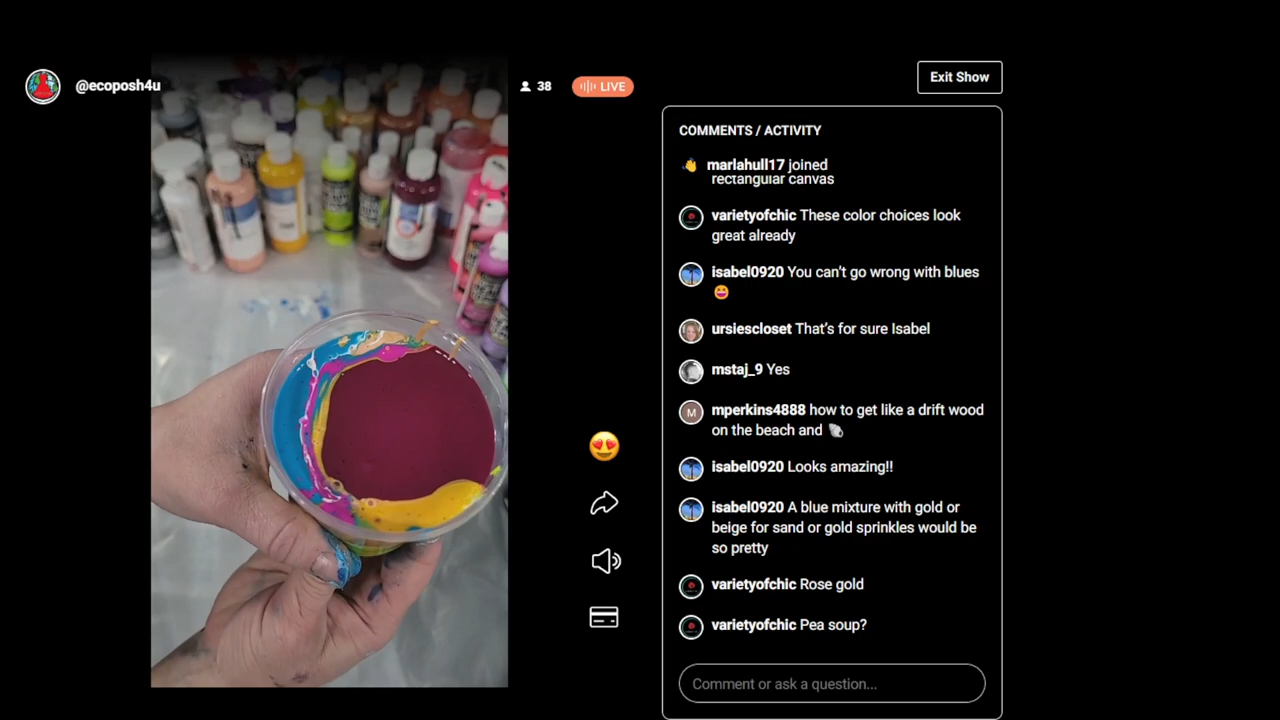 @ecoposh4u
38
LIVE
Exit Show
COMMENTS / ACTIVITY
marlahull17 joined
rectangular canvas
varietyofchic These color choices look
great already
isabel0920 You can't go wrong with blues
😆
ursiescloset That's for sure Isabel
mstaj_9 Yes
M
mperkins4888 how to get like a drift wood
on the beach and 🐚
isabel0920 Looks amazing!!
isabel0920 A blue mixture with gold or
beige for sand or gold sprinkles would be
so pretty
varietyofchic Rose gold
varietyofchic Pea soup?
Comment or ask a question...